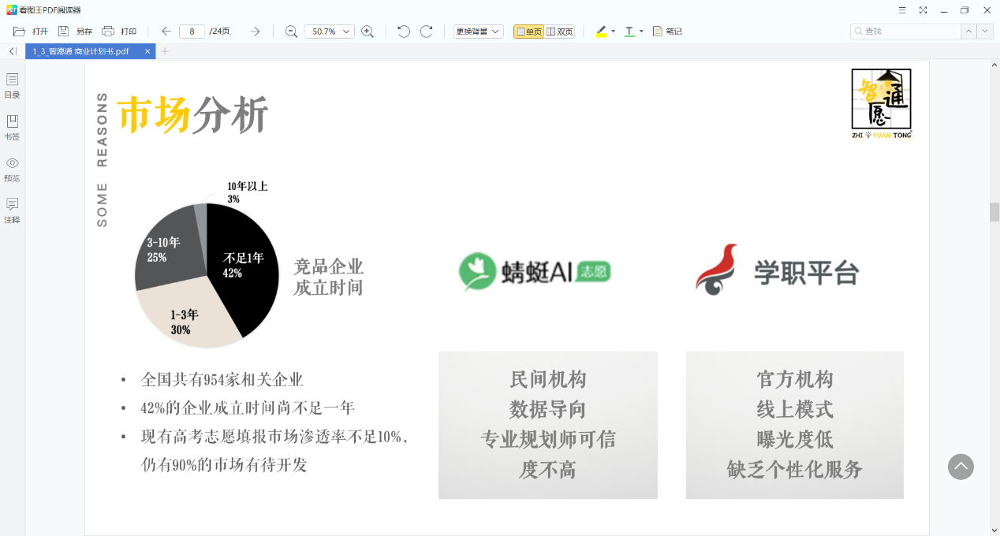 看图王PDF阅读器
打开 另存 打印 8 /24页 50.7% 更换背景 单页 双页 T 笔记 查找
1_3_智愿通 商业计划书.pdf
目录
书签
预览
注释
SOME REASONS
市场分析
智愿通
ZHI YUAN TONG
10年以上
3%
3-10年
25%
不足1年
42%
1-3年
30%
竞品企业
成立时间
蜻蜓AI 志愿
学职平台
• 全国共有954家相关企业
• 42%的企业成立时间尚不足一年
• 现有高考志愿填报市场渗透率不足10%，
仍有90%的市场有待开发
民间机构
数据导向
专业规划师可信
度不高
官方机构
线上模式
曝光度低
缺乏个性化服务